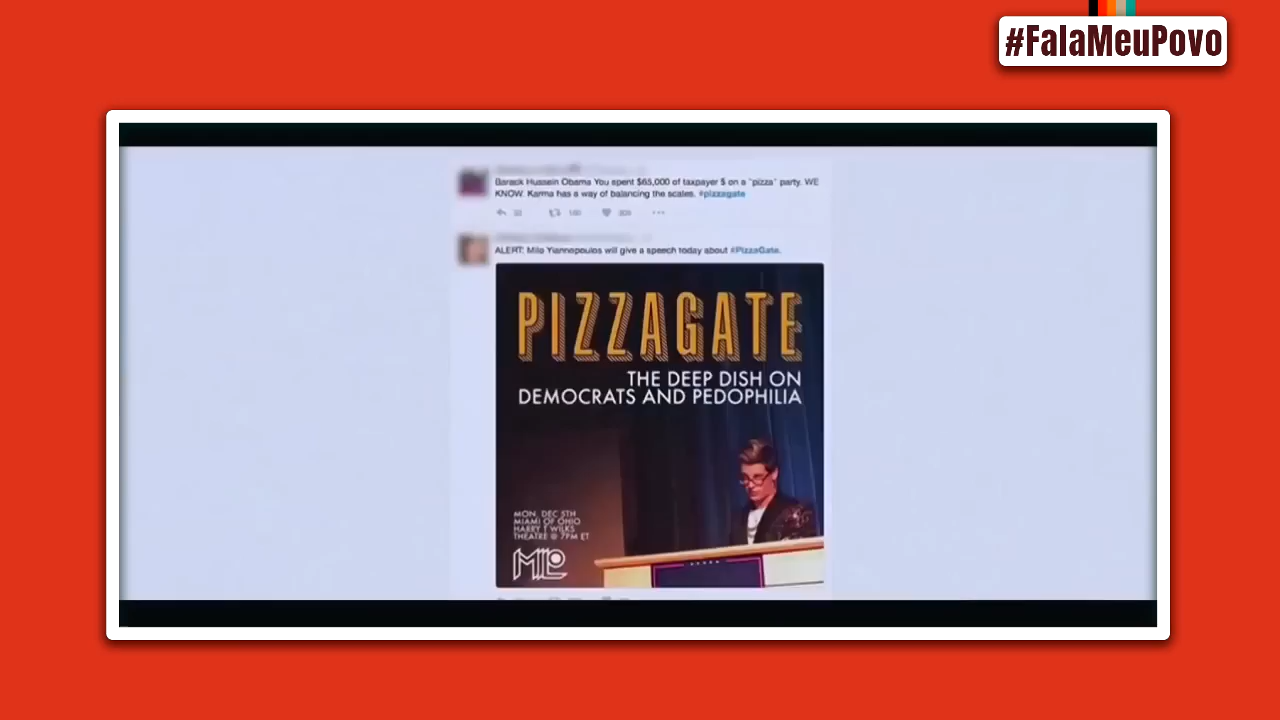 #FalaMeuPovo
Barack Hussein Obama You spent $65,000 of taxpayer $ on a "pizza" party. WE
KNOW. Karma has a way of balancing the scales. #pizzagate
ALERT: Milo Yiannopoulos will give a speech today about #PizzaGate.
PIZZAGATE
THE DEEP DISH ON
DEMOCRATS AND PEDOPHILIA
MON, DEC 5TH
MIAMI OF OHIO
HARRY T WILKS
THEATRE @ 7PM ET
MILO